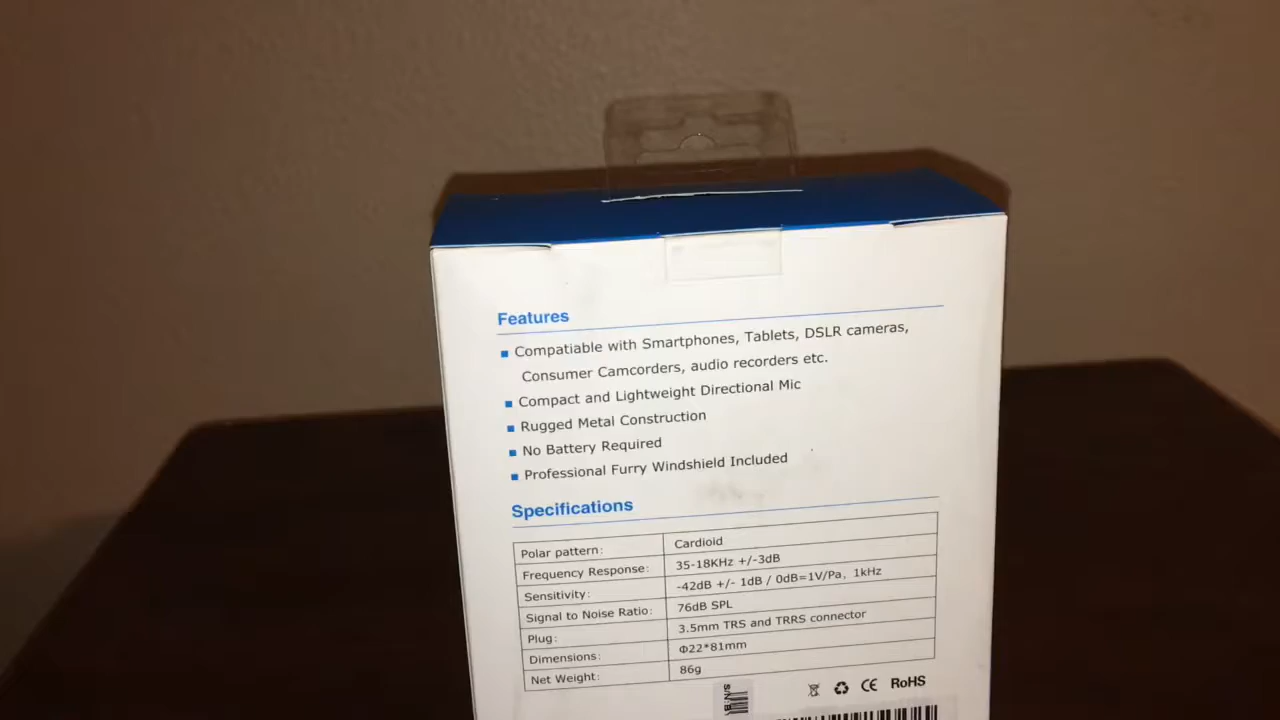 Features
Compatiable with Smartphones, Tablets, DSLR cameras,
Consumer Camcorders, audio recorders etc.
Compact and Lightweight Directional Mic
Rugged Metal Construction
No Battery Required
Professional Furry Windshield Included
Specifications
Polar pattern: Cardioid
Frequency Response: 35-18KHz +/-3dB
Sensitivity: -42dB +/- 1dB / 0dB=1V/Pa, 1kHz
Signal to Noise Ratio: 76dB SPL
Plug: 3.5mm TRS and TRRS connector
Dimensions: Φ22*81mm
Net Weight: 86g
CE RoHS